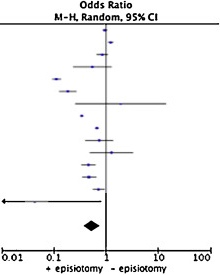 Odds Ratio
M-H, Random, 95% CI
0.01 0.1 1 10 100
+ episiotomy - episiotomy